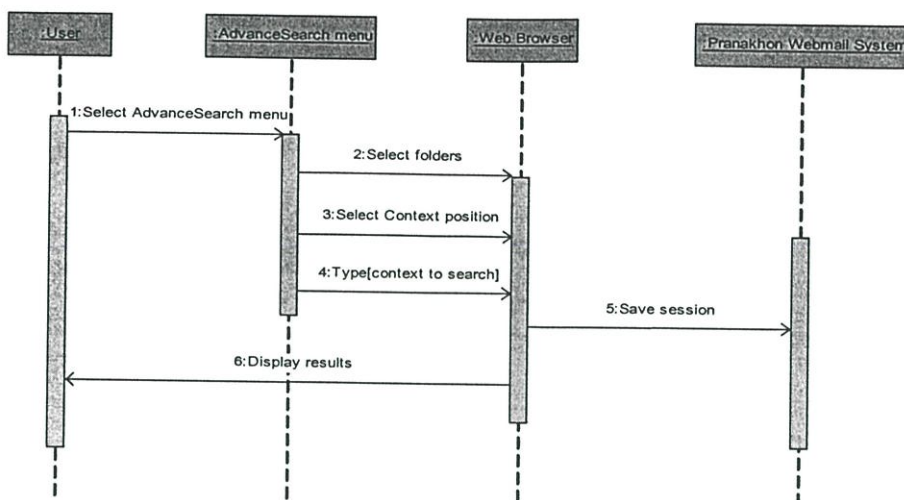 :User
:AdvanceSearch menu
:Web Browser
:Pranakhon Webmail System
1:Select AdvanceSearch menu
2:Select folders
3:Select Context position
4:Type[context to search]
5:Save session
6:Display results